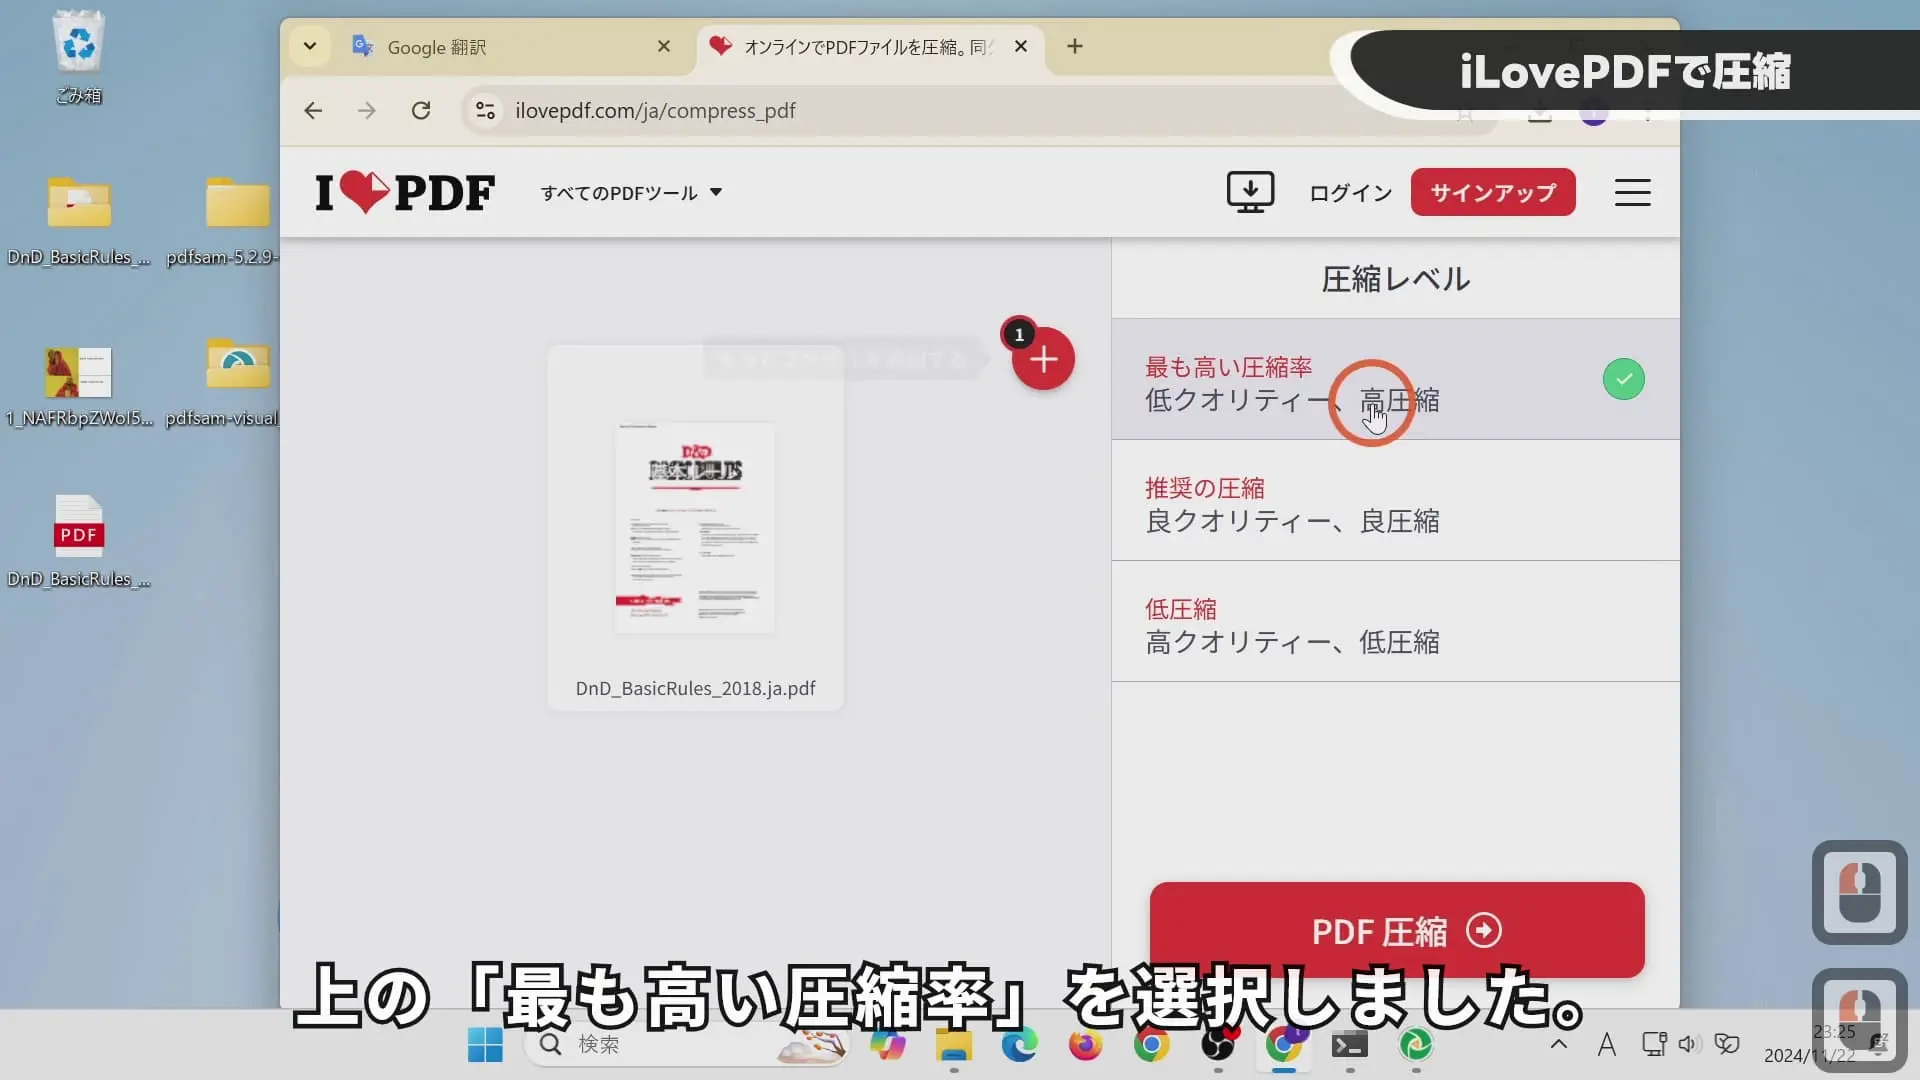 ごみ箱
DnD_BasicRules_...
pdfsam-5.2.9-
1_NAFRbpZWoI5...
pdfsam-visual
DnD_BasicRules_...
PDF
Google 翻訳
オンラインでPDFファイルを圧縮。同
iLovePDFで圧縮
ilovepdf.com/ja/compress_pdf
I PDF
すべてのPDFツール
ログイン
サインアップ
1
DnD_BasicRules_2018.ja.pdf
圧縮レベル
最も高い圧縮率
低クオリティー、高圧縮
推奨の圧縮
良クオリティー、良圧縮
低圧縮
高クオリティー、低圧縮
PDF 圧縮
上の「最も高い圧縮率」を選択しました。
検索
A
23:25
2024/11/22